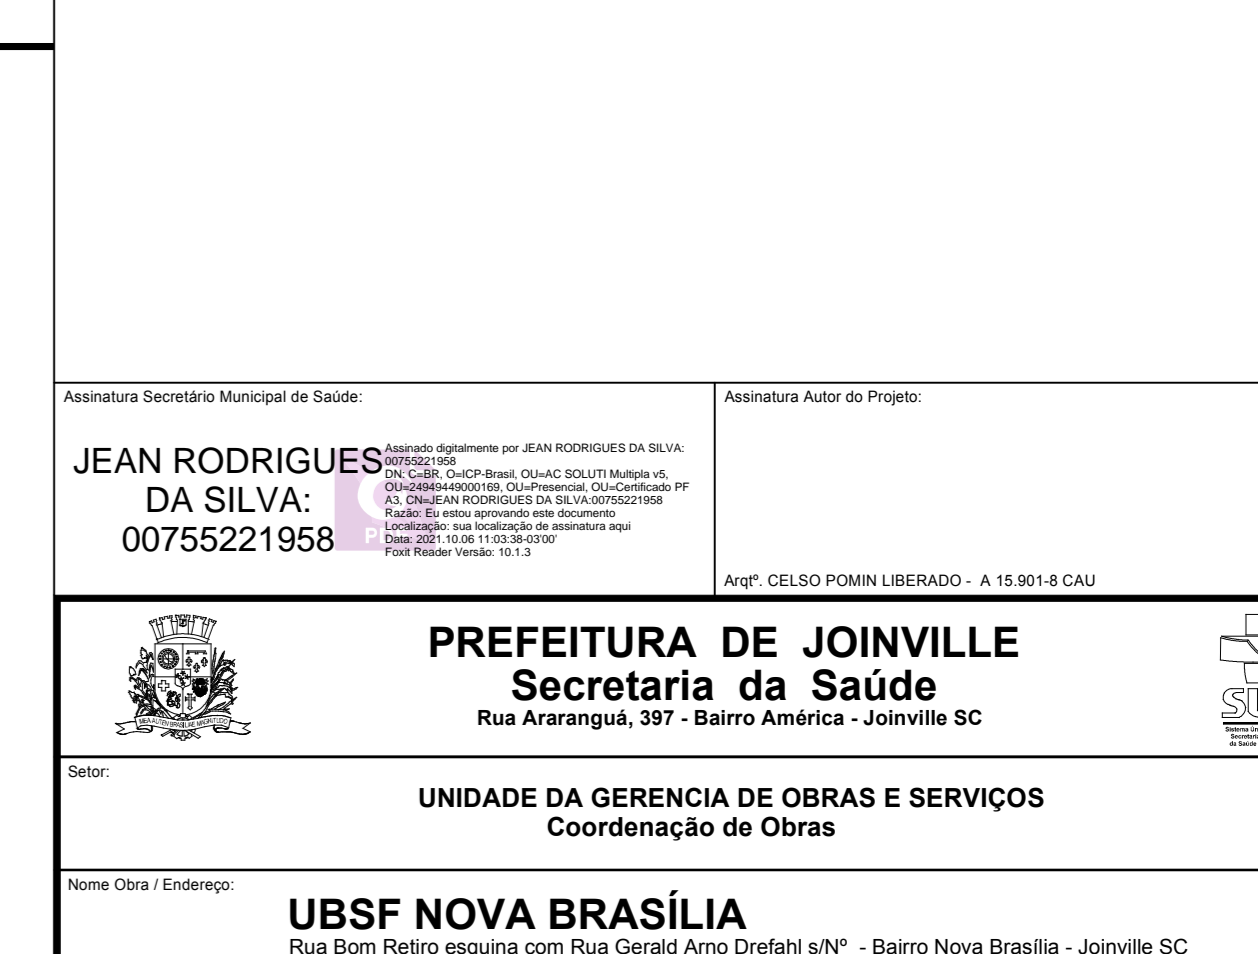 Assinatura Secretário Municipal de Saúde:
JEAN RODRIGUES
DA SILVA:
00755221958
Assinado digitalmente por JEAN RODRIGUES DA SILVA:
00755221958
DN: C=BR, O=ICP-Brasil, OU=AC SOLUTI Multipla v5,
OU=24949449000169, OU=Presencial, OU=Certificado PF
A3, CN=JEAN RODRIGUES DA SILVA:00755221958
Razão: Eu estou aprovando este documento
Localização: sua localização de assinatura aqui
Data: 2021.10.06 11:03:38-03'00'
Foxit Reader Versão: 10.1.3
Assinatura Autor do Projeto:
Arqtº. CELSO POMIN LIBERADO - A 15.901-8 CAU
PREFEITURA DE JOINVILLE
Secretaria da Saúde
Rua Araranguá, 397 - Bairro América - Joinville SC
Setor:
UNIDADE DA GERENCIA DE OBRAS E SERVIÇOS
Coordenação de Obras
Nome Obra / Endereço:
UBSF NOVA BRASÍLIA
Rua Bom Retiro esquina com Rua Gerald Arno Drefahl s/Nº - Bairro Nova Brasília - Joinville SC